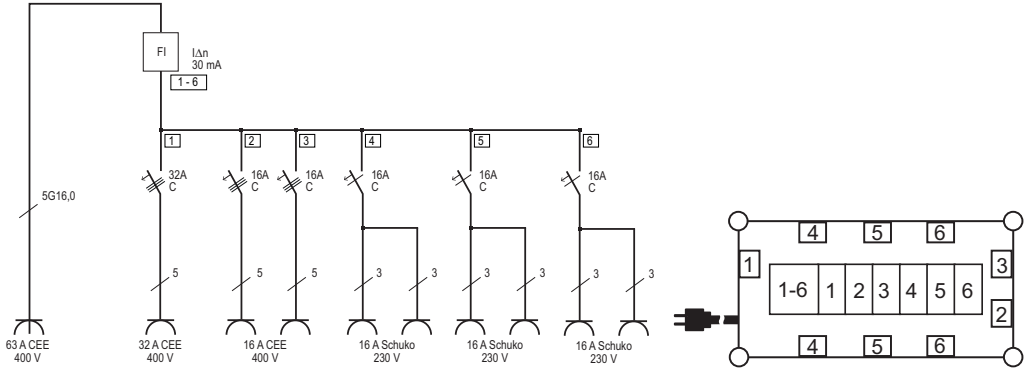 FI
I∆n
30 mA
1 - 6
1
2
3
4
5
6
32A
C
16A
C
16A
C
16A
C
16A
C
16A
C
5G16,0
5
5
5
3
3
3
3
3
3
63 A CEE
400 V
32 A CEE
400 V
16 A CEE
400 V
16 A Schuko
230 V
16 A Schuko
230 V
16 A Schuko
230 V
4
5
6
1
3
1-6
1
2
3
4
5
6
2
4
5
6